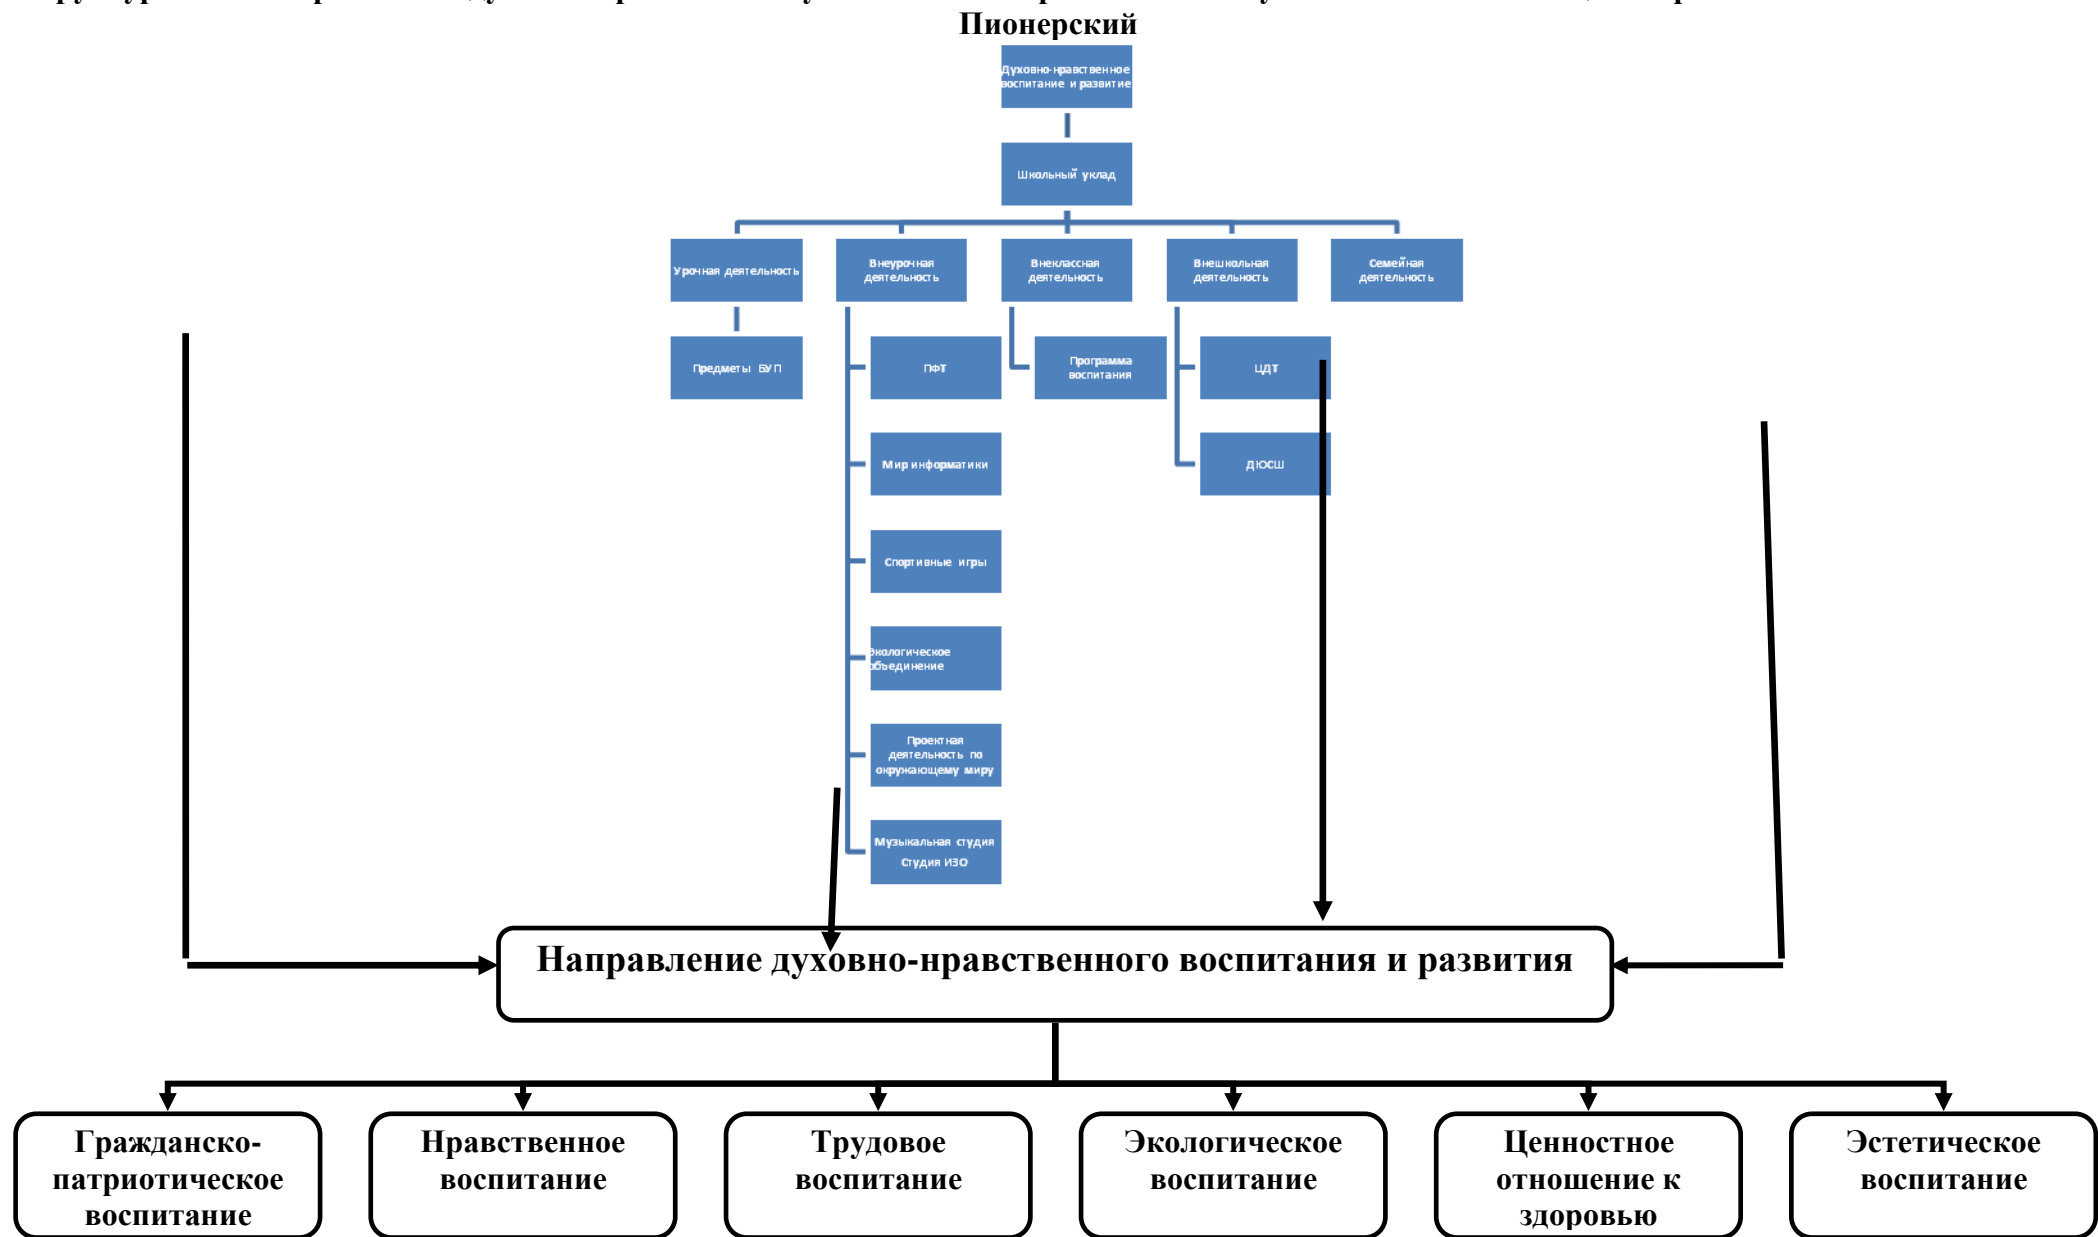 Пионерский
Духовно-нравственное
воспитание и развитие
Школьный уклад
Урочная деятельность
Внеурочная
деятельность
Внеклассная
деятельность
Внешкольная
деятельность
Семейная
деятельность
Предметы БУП
ПФТ
Программа
воспитания
ЦДТ
Мир информатики
ДЮСШ
Спортивные игры
Экологическое
объединение
Проектная
деятельность по
окружающему миру
Музыкальная студия
Студия ИЗО
Направление духовно-нравственного воспитания и развития
Гражданско-
патриотическое
воспитание
Нравственное
воспитание
Трудовое
воспитание
Экологическое
воспитание
Ценностное
отношение к
здоровью
Эстетическое
воспитание